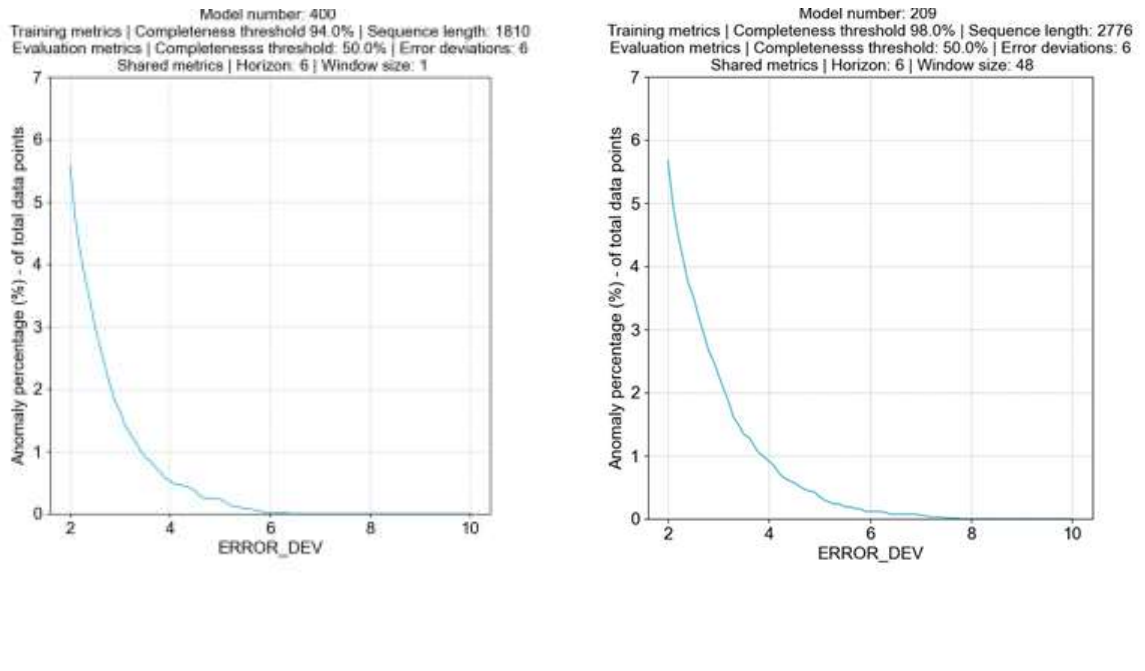 Model number: 400
Training metrics | Completeness threshold 94.0% | Sequence length: 1810
Evaluation metrics | Completenesss threshold: 50.0% | Error deviations: 6
Shared metrics | Horizon: 6 | Window size: 1
7
6
5
4
3
2
1
0
Anomaly percentage (%) - of total data points
2 4 6 8 10
ERROR_DEV
Model number: 209
Training metrics | Completeness threshold 98.0% | Sequence length: 2776
Evaluation metrics | Completenesss threshold: 50.0% | Error deviations: 6
Shared metrics | Horizon: 6 | Window size: 48
7
6
5
4
3
2
1
0
Anomaly percentage (%) - of total data points
2 4 6 8 10
ERROR_DEV